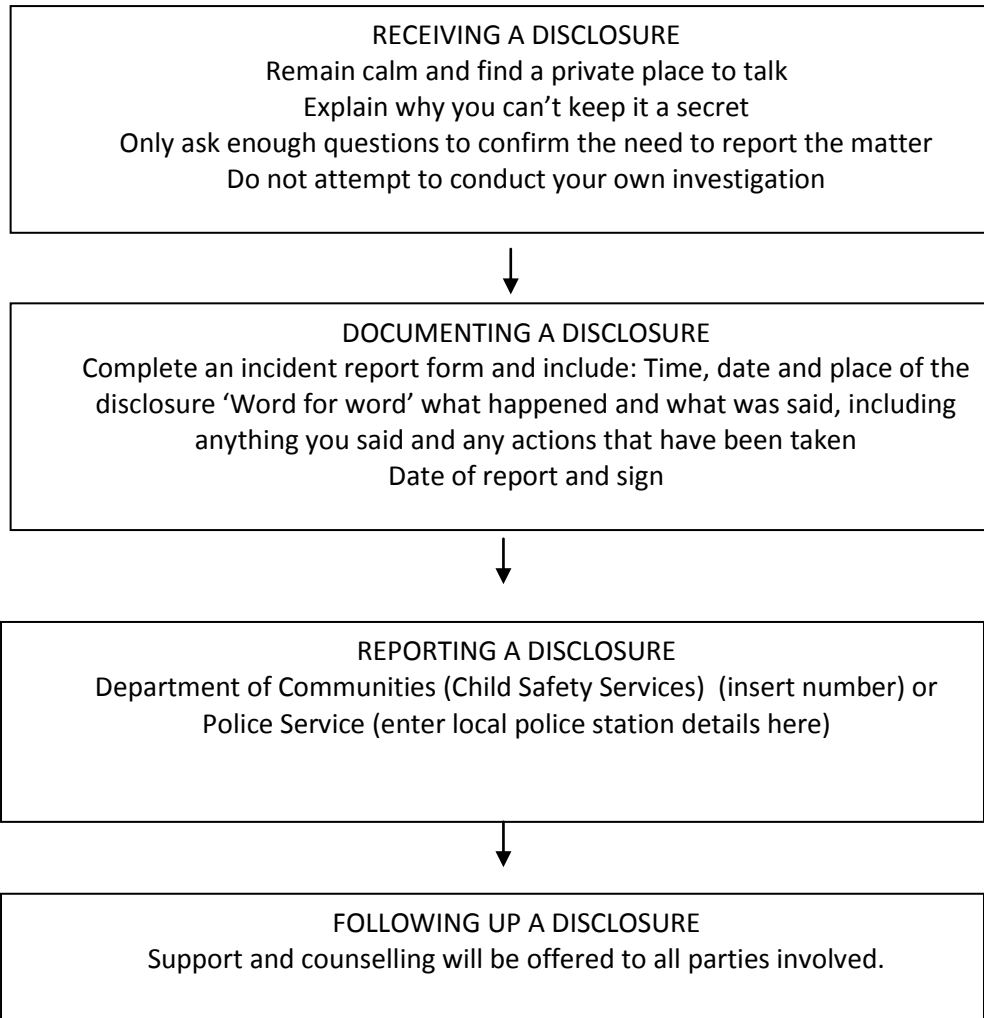 RECEIVING A DISCLOSURE
Remain calm and find a private place to talk
Explain why you can’t keep it a secret
Only ask enough questions to confirm the need to report the matter
Do not attempt to conduct your own investigation
DOCUMENTING A DISCLOSURE
Complete an incident report form and include: Time, date and place of the
disclosure ‘Word for word’ what happened and what was said, including
anything you said and any actions that have been taken
Date of report and sign
REPORTING A DISCLOSURE
Department of Communities (Child Safety Services)  (insert number) or
Police Service (enter local police station details here)
FOLLOWING UP A DISCLOSURE
Support and counselling will be offered to all parties involved.